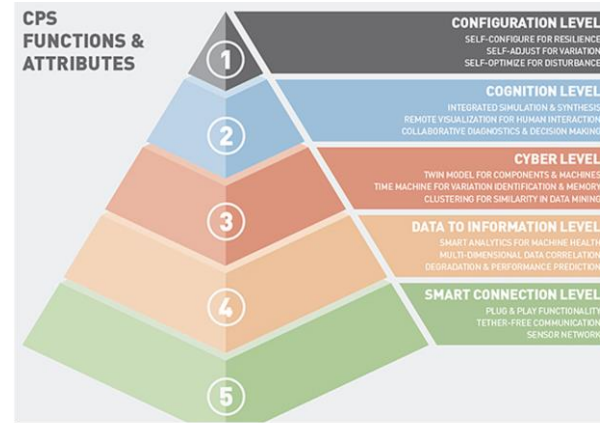 CPS
FUNCTIONS &
ATTRIBUTES
1
CONFIGURATION LEVEL
SELF-CONFIGURE FOR RESILIENCE
SELF-ADJUST FOR VARIATION
SELF-OPTIMIZE FOR DISTURBANCE
2
COGNITION LEVEL
INTEGRATED SIMULATION & SYNTHESIS
REMOTE VISUALIZATION FOR HUMAN INTERACTION
COLLABORATIVE DIAGNOSTICS & DECISION MAKING
3
CYBER LEVEL
TWIN MODEL FOR COMPONENTS & MACHINES
TIME MACHINE FOR VARIATION IDENTIFICATION & MEMORY
CLUSTERING FOR SIMILARITY IN DATA MINING
4
DATA TO INFORMATION LEVEL
SMART ANALYTICS FOR MACHINE HEALTH
MULTI-DIMENSIONAL DATA CORRELATION
DEGRADATION & PERFORMANCE PREDICTION
5
SMART CONNECTION LEVEL
PLUG & PLAY FUNCTIONALITY
TETHER-FREE COMMUNICATION
SENSOR NETWORK